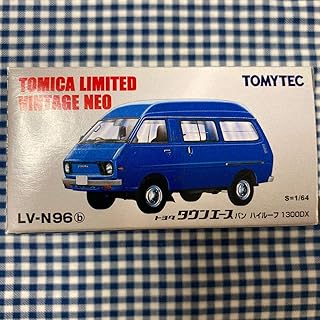 TOMICA LIMITED
VINTAGE NEO
TOMYTEC
S=1/64
LV-N96 ⓑ
トヨタ タウンエース バン ハイルーフ 1300DX